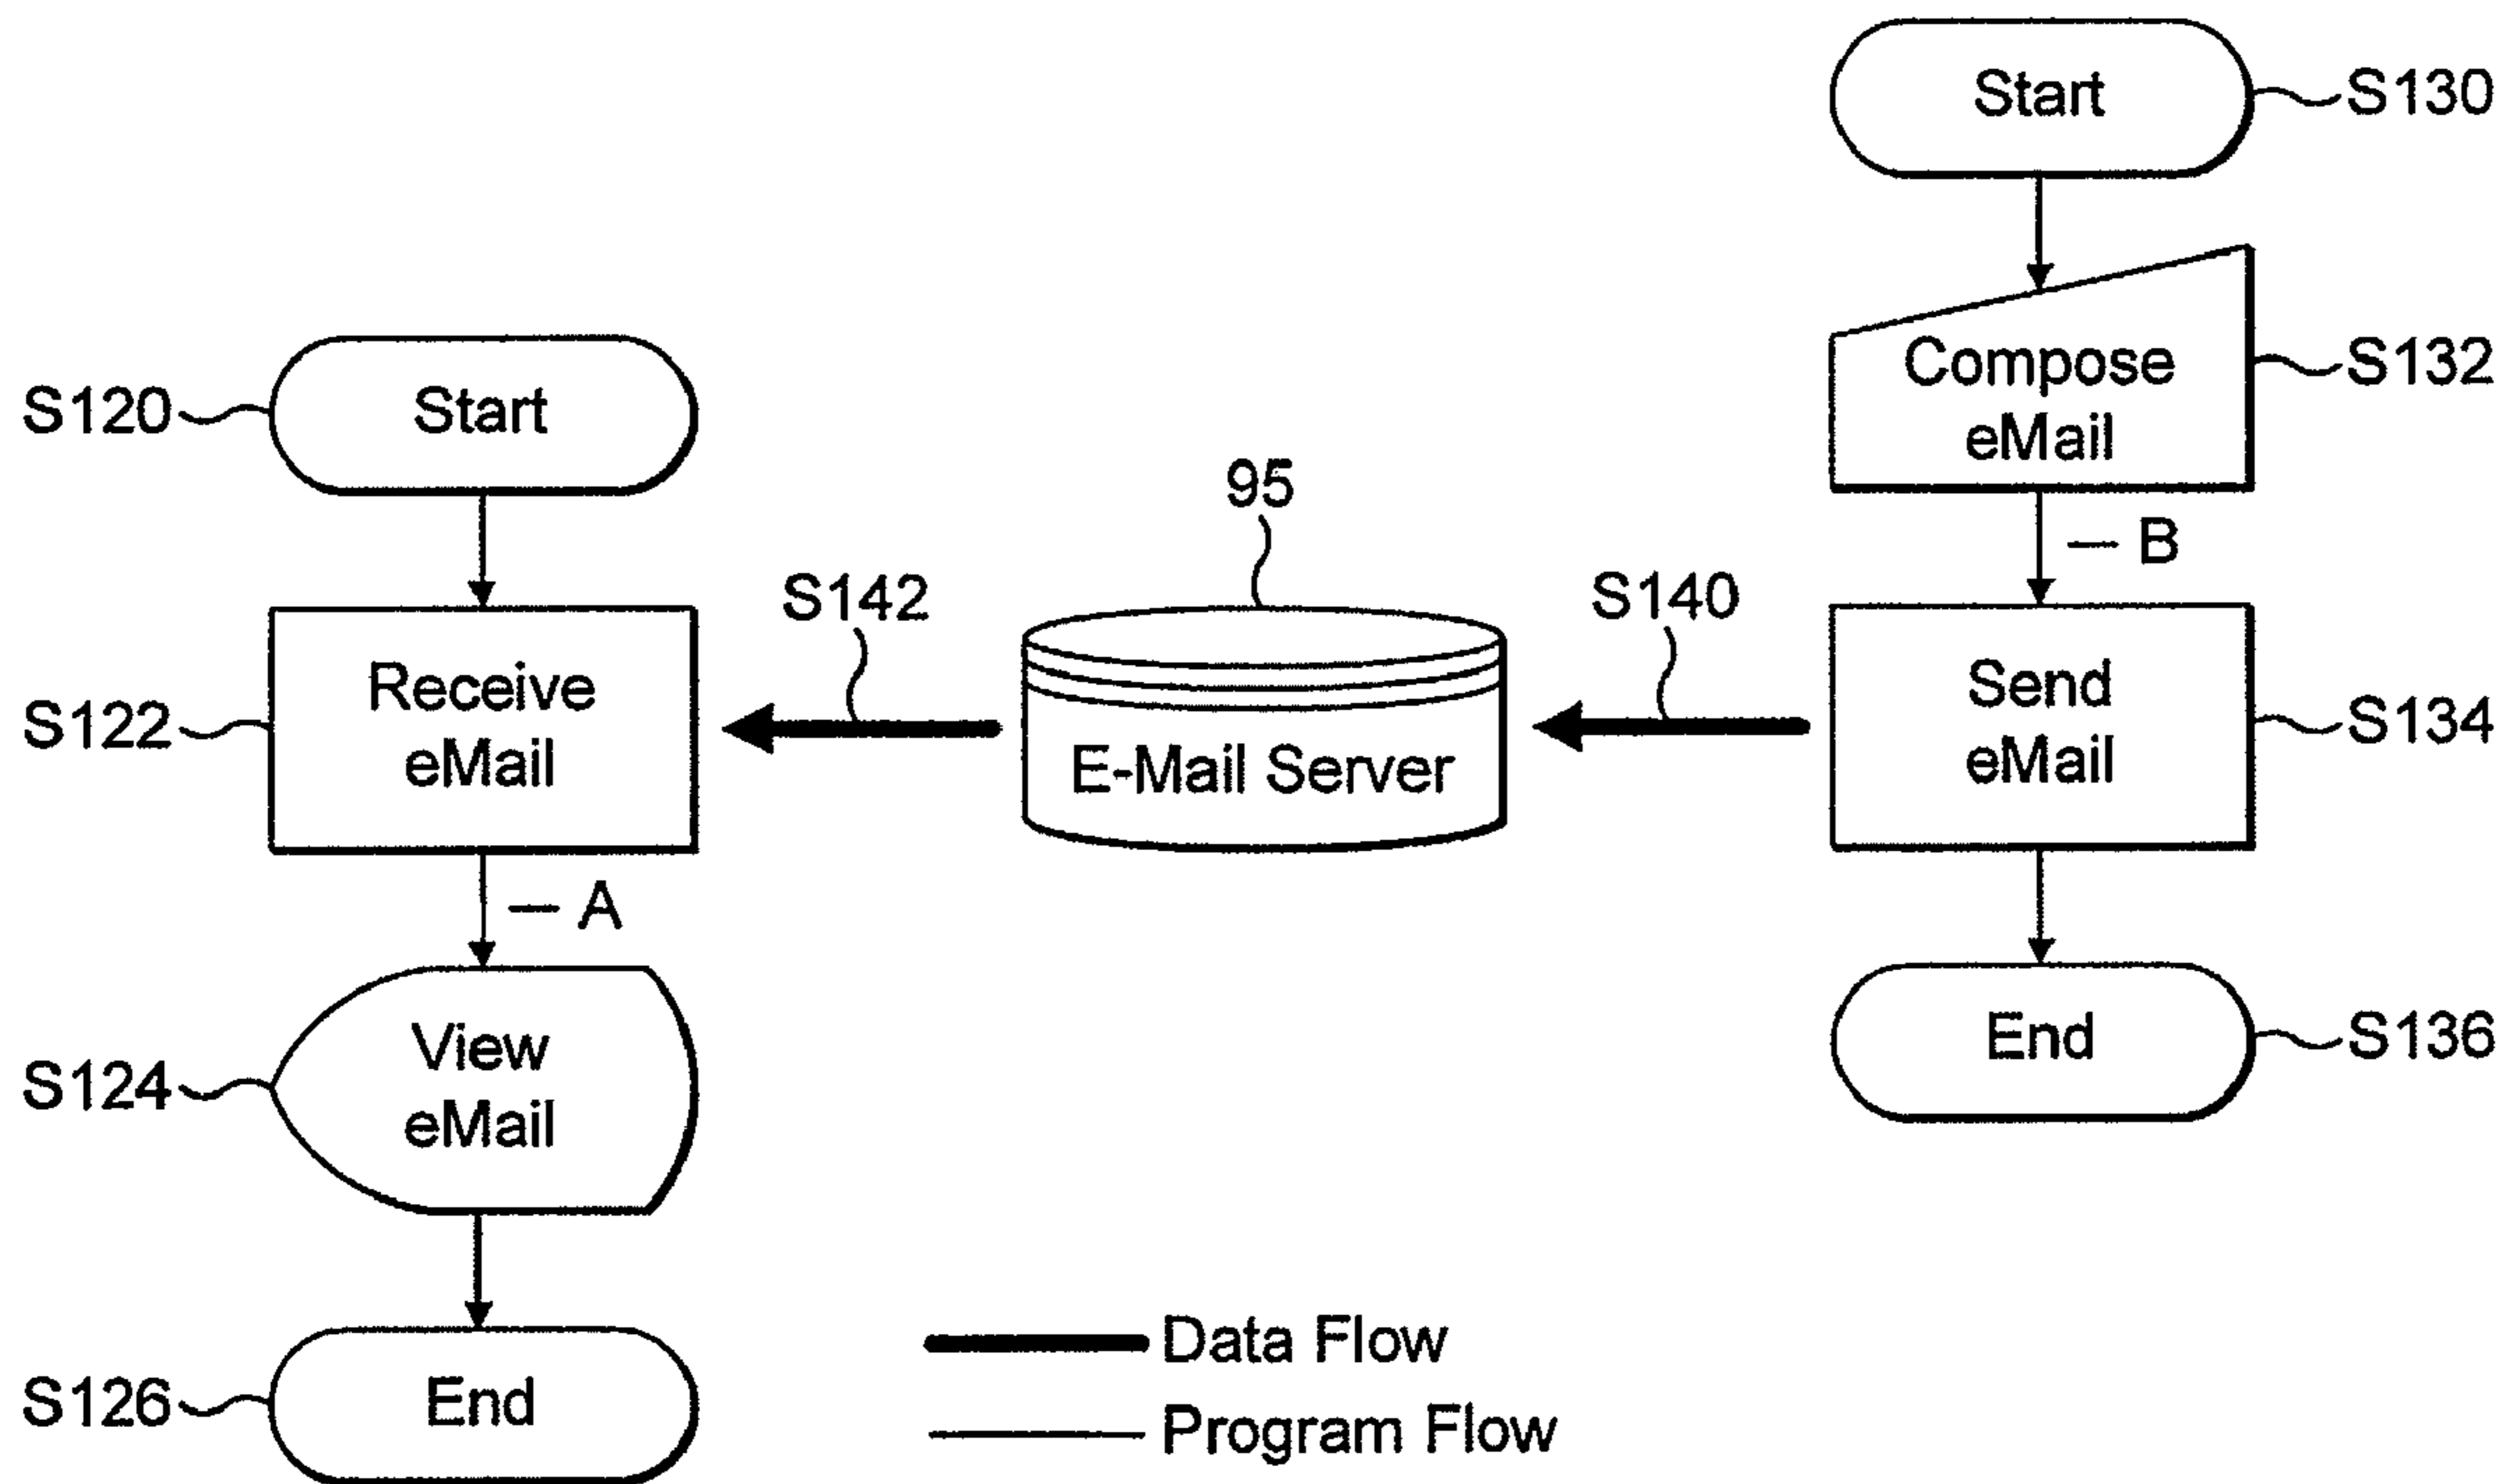 Start
S130
Compose
eMail
S132
B
Send
eMail
S134
End
S136
S140
95
E-Mail Server
S142
S120
Start
S122
Receive
eMail
A
S124
View
eMail
S126
End
Data Flow
Program Flow